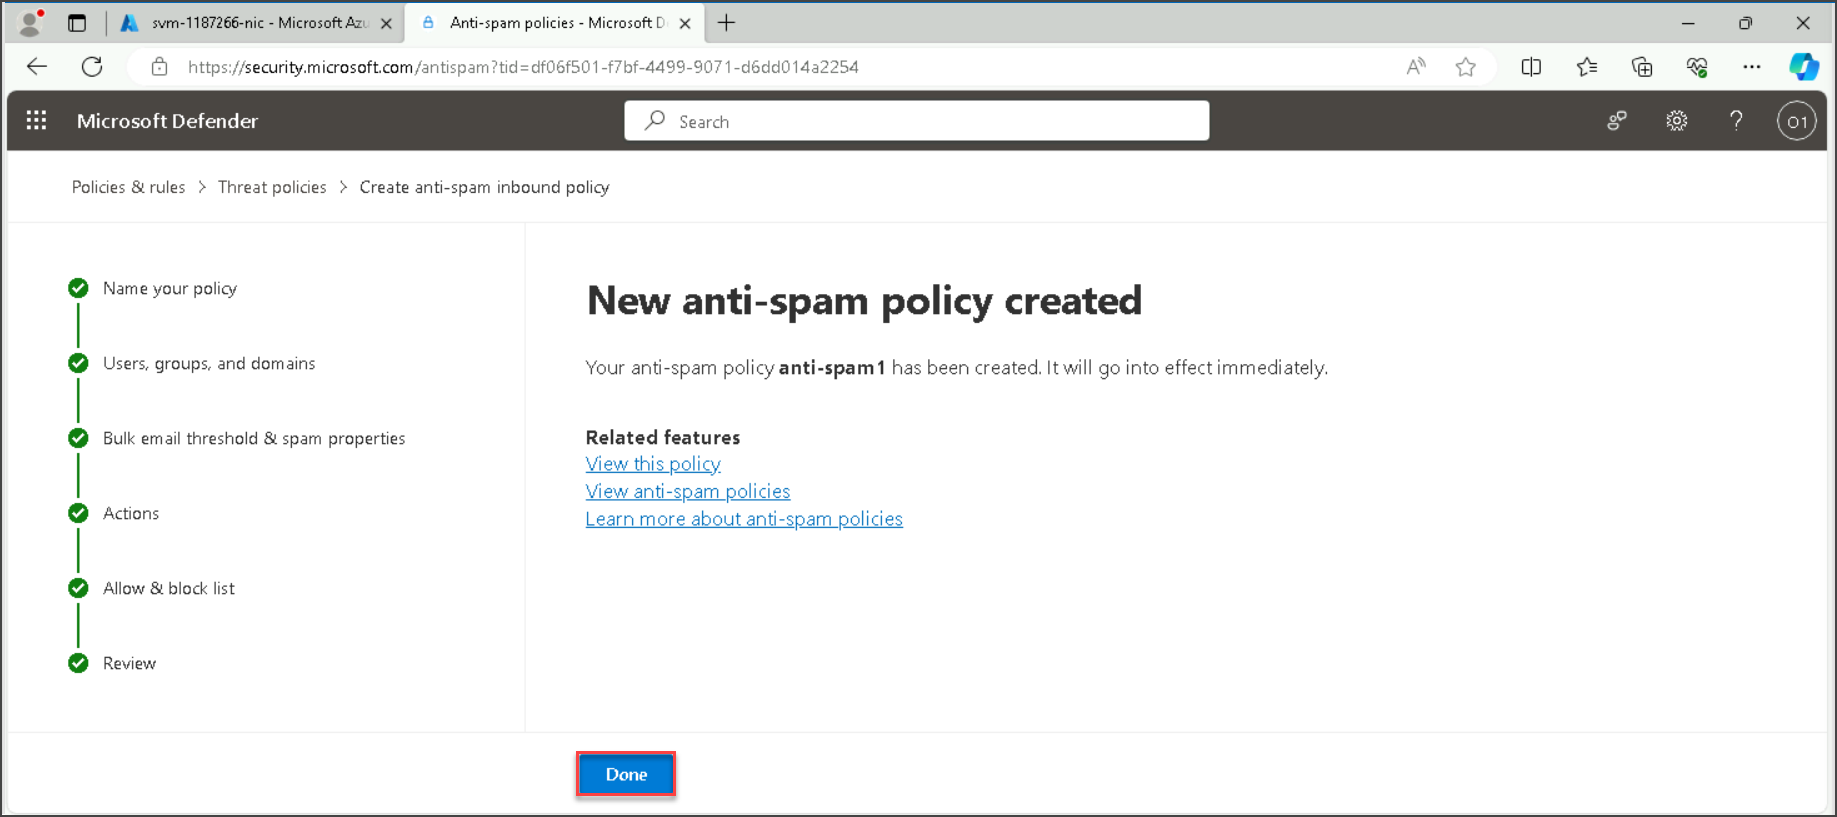 svm-1187266-nic - Microsoft Azu
Anti-spam policies - Microsoft D
https://security.microsoft.com/antispam?tid=df06f501-f7bf-4499-9071-d6dd014a2254
Microsoft Defender
Search
O1
Policies & rules > Threat policies > Create anti-spam inbound policy
Name your policy
Users, groups, and domains
Bulk email threshold & spam properties
Actions
Allow & block list
Review
New anti-spam policy created
Your anti-spam policy anti-spam1 has been created. It will go into effect immediately.
Related features
View this policy
View anti-spam policies
Learn more about anti-spam policies
Done